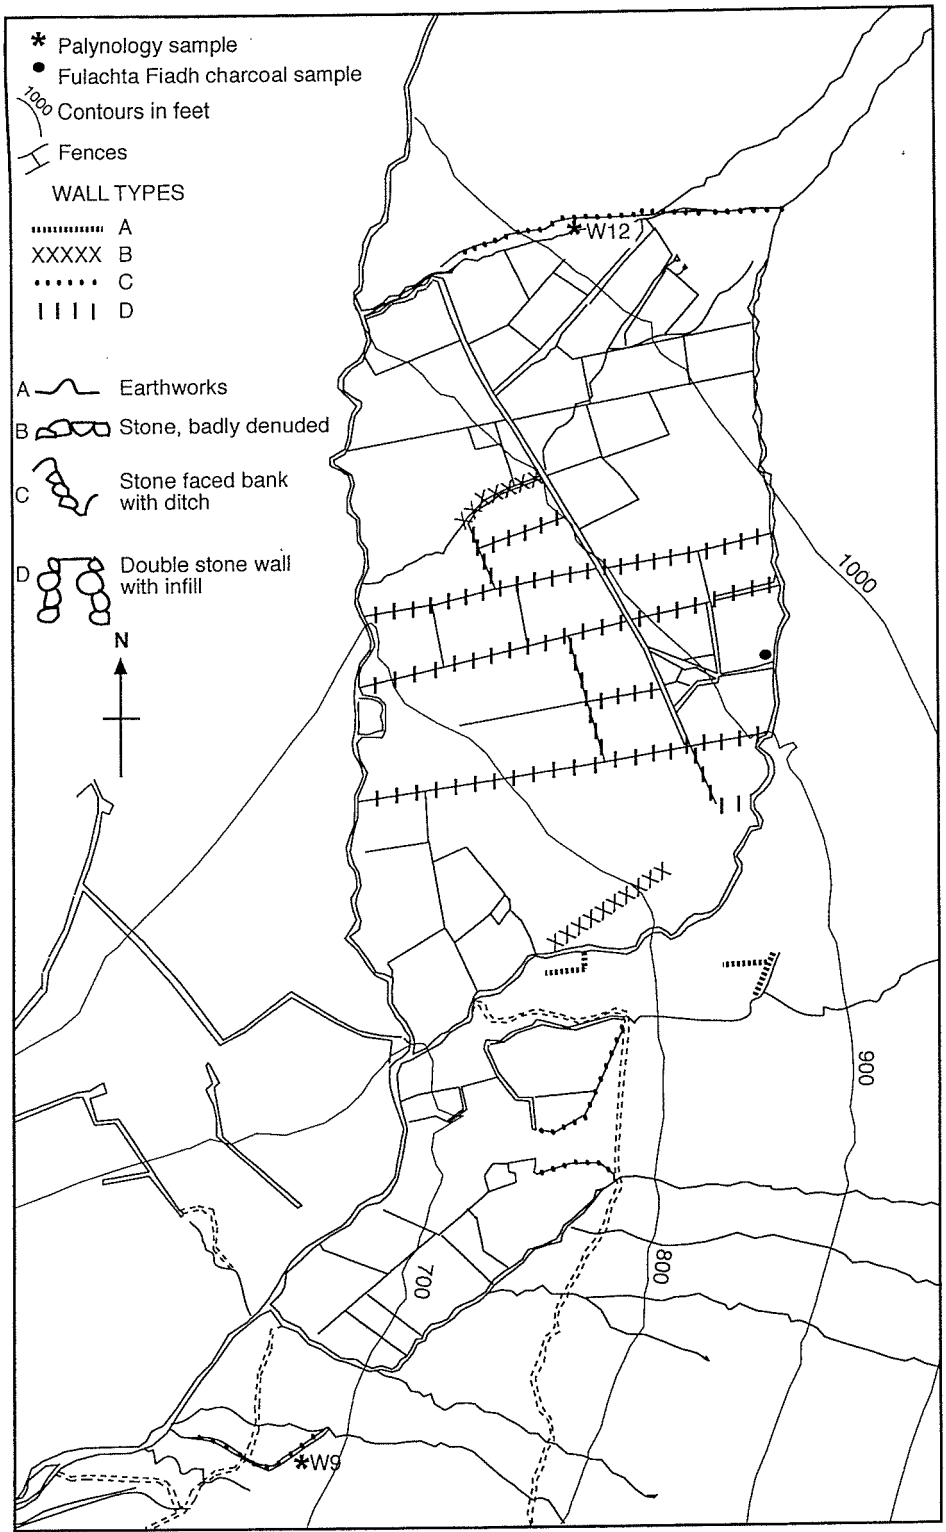 * Palynology sample
● Fulachta Fiadh charcoal sample
1000 Contours in feet
Fences
WALL TYPES
A
XXXXX B
C
D
A Earthworks
B Stone, badly denuded
C Stone faced bank
with ditch
D Double stone wall
with infill
N
*W12
1000
900
800
700
*W9